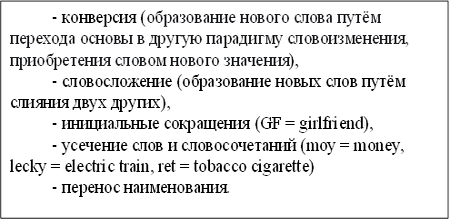 - конверсия (образование нового слова путём
перехода основы в другую парадигму словоизменения,
приобретения словом нового значения),
- словосложение (образование новых слов путём
слияния двух других),
- инициальные сокращения (GF = girlfriend),
- усечение слов и словосочетаний (moy = money,
lecky = electric train, ret = tobacco cigarette)
- перенос наименования.